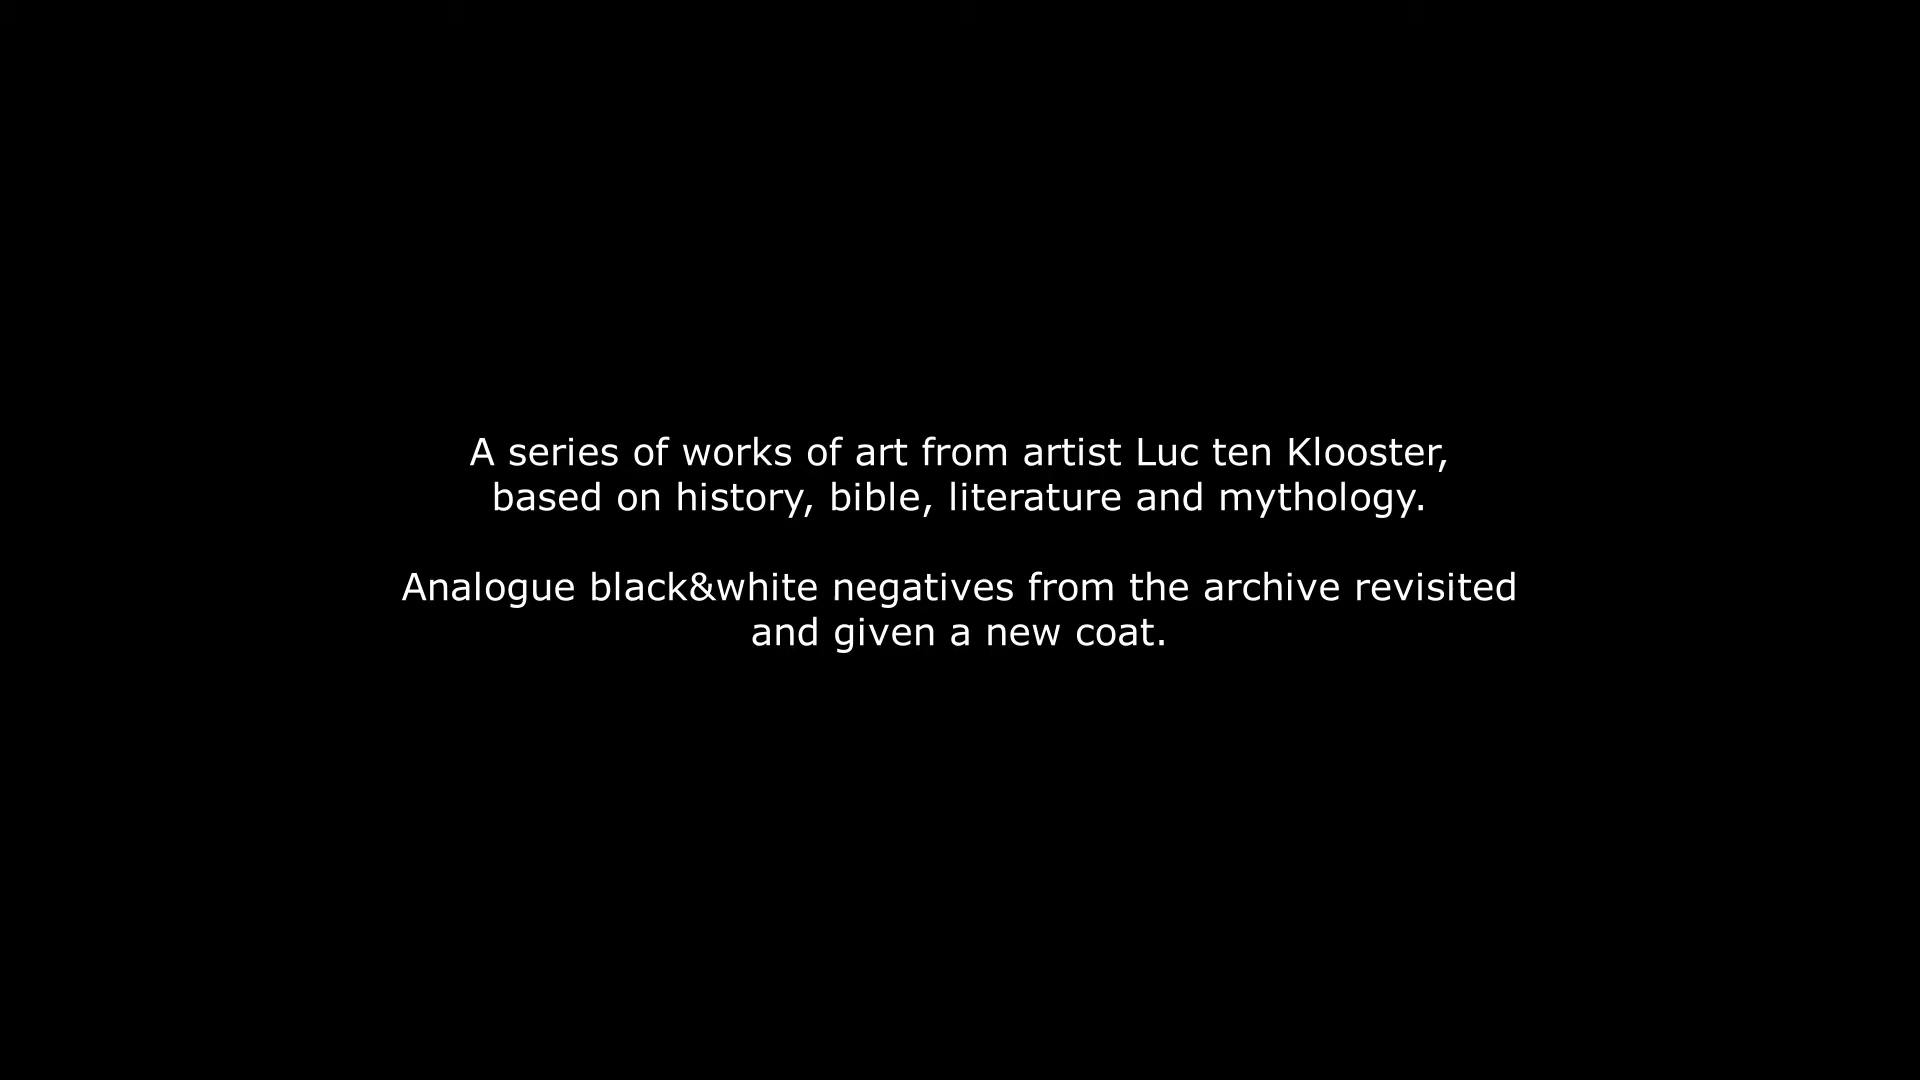 A series of works of art from artist Luc ten Klooster,
based on history, bible, literature and mythology.
Analogue black&white negatives from the archive revisited
and given a new coat.